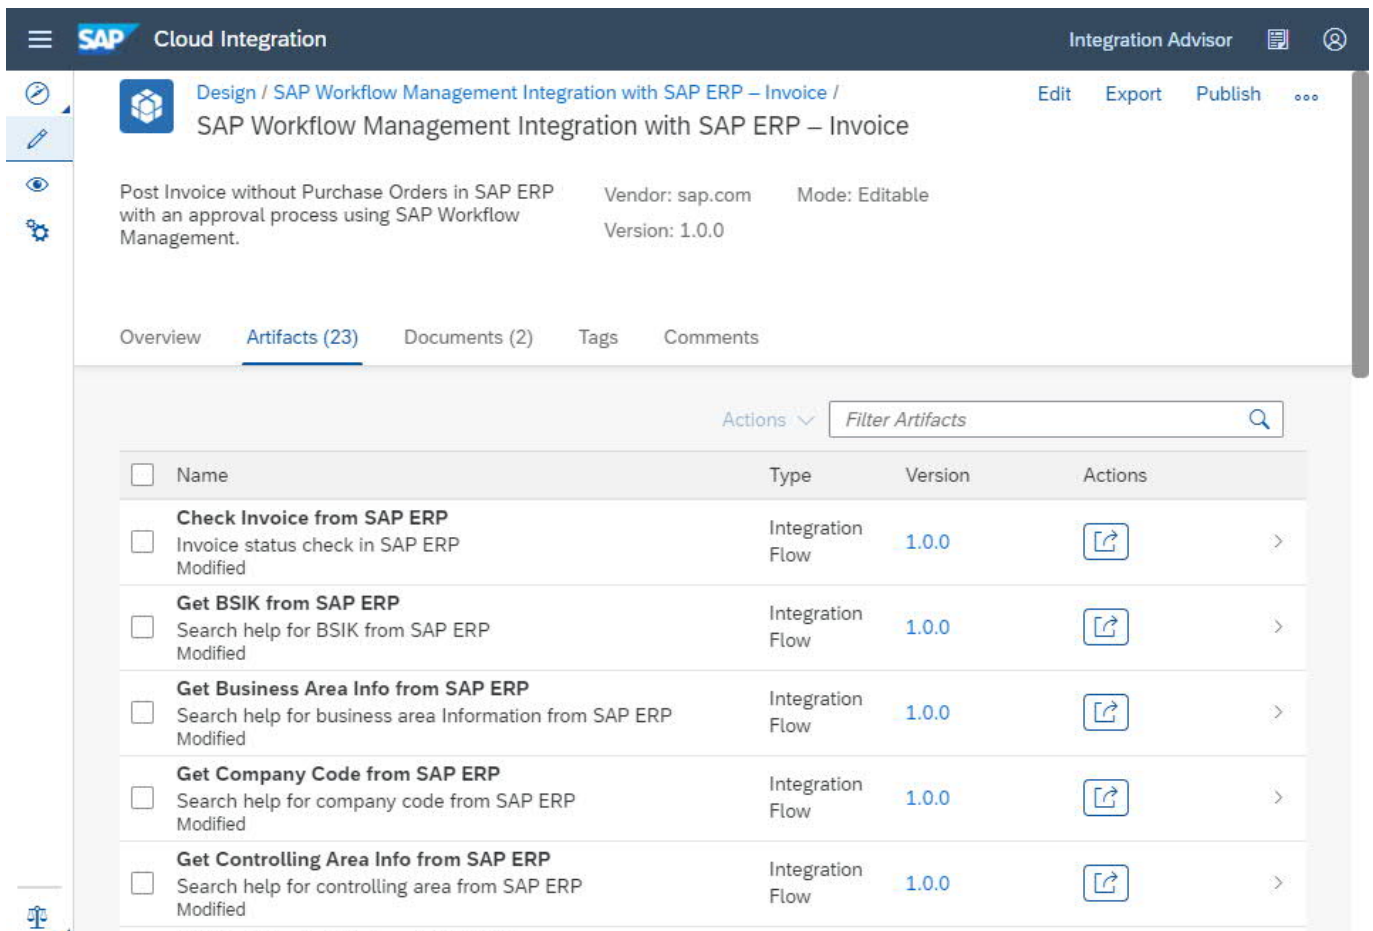 SAP Cloud Integration
Integration Advisor
Design / SAP Workflow Management Integration with SAP ERP – Invoice /
Edit Export Publish
SAP Workflow Management Integration with SAP ERP – Invoice
Post Invoice without Purchase Orders in SAP ERP
with an approval process using SAP Workflow
Management.
Vendor: sap.com
Mode: Editable
Version: 1.0.0
Overview Artifacts (23) Documents (2) Tags Comments
Actions Filter Artifacts
Name Type Version Actions
Check Invoice from SAP ERP
Invoice status check in SAP ERP
Modified
Integration
Flow
1.0.0
Get BSIK from SAP ERP
Search help for BSIK from SAP ERP
Modified
Integration
Flow
1.0.0
Get Business Area Info from SAP ERP
Search help for business area Information from SAP ERP
Modified
Integration
Flow
1.0.0
Get Company Code from SAP ERP
Search help for company code from SAP ERP
Modified
Integration
Flow
1.0.0
Get Controlling Area Info from SAP ERP
Search help for controlling area from SAP ERP
Modified
Integration
Flow
1.0.0